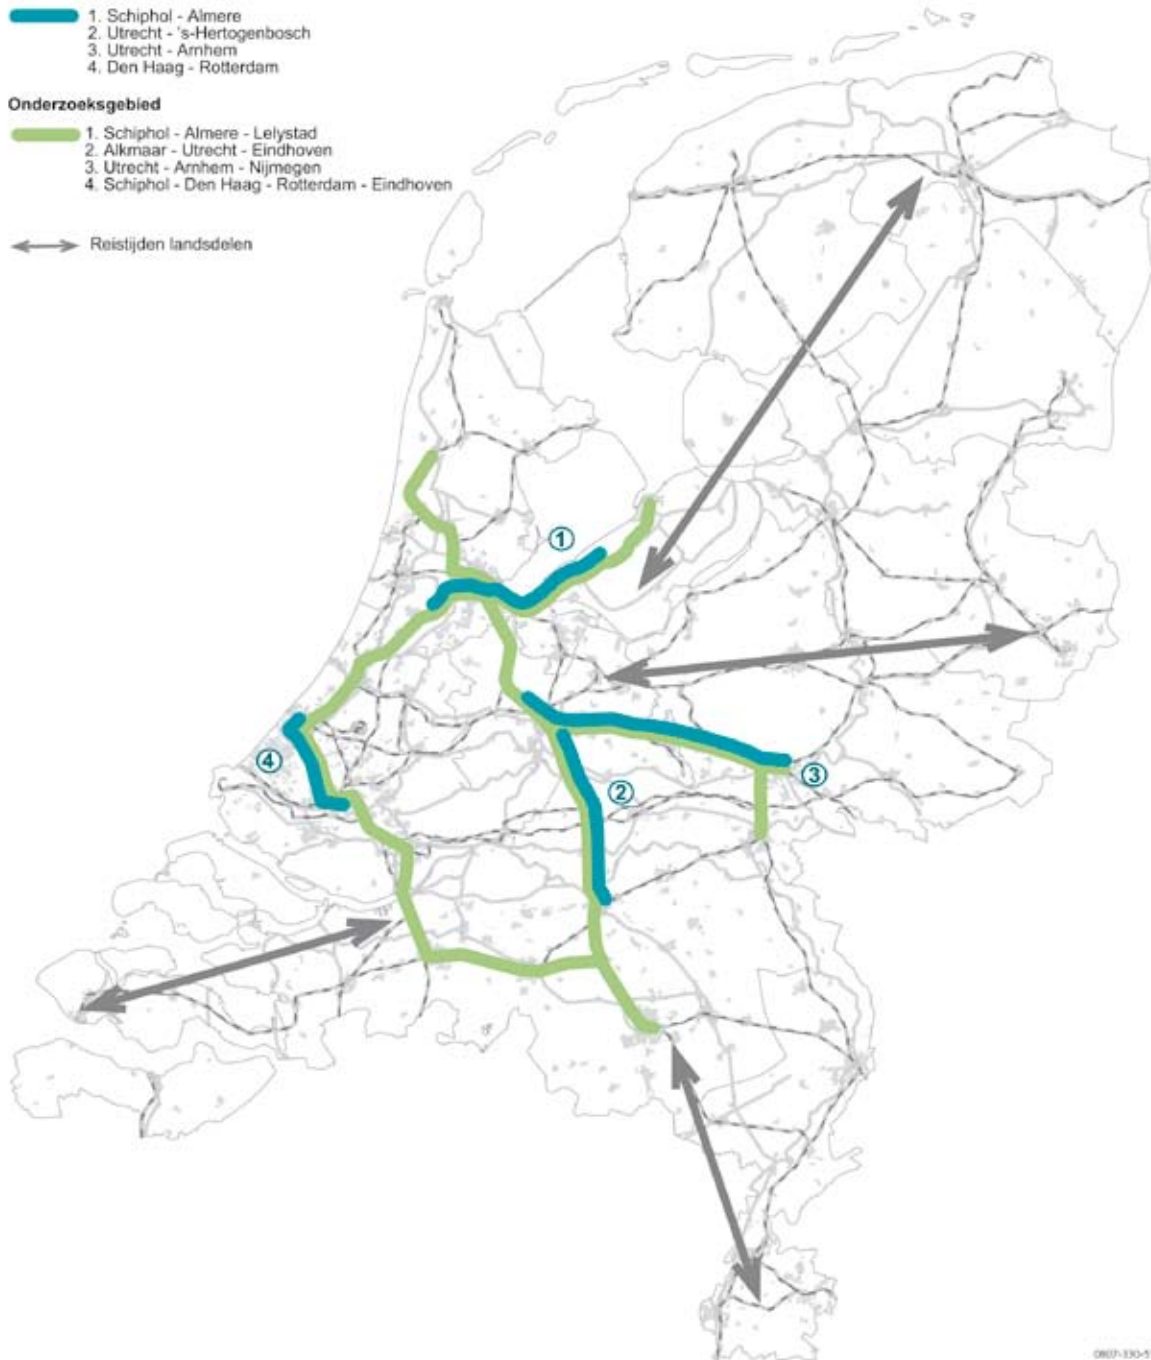 1. Schiphol - Almere
2. Utrecht - 's-Hertogenbosch
3. Utrecht - Arnhem
4. Den Haag - Rotterdam
Onderzoeksgebied
1. Schiphol - Almere - Lelystad
2. Alkmaar - Utrecht - Eindhoven
3. Utrecht - Arnhem - Nijmegen
4. Schiphol - Den Haag - Rotterdam - Eindhoven
Reistijden landsdelen
1
4
2
3